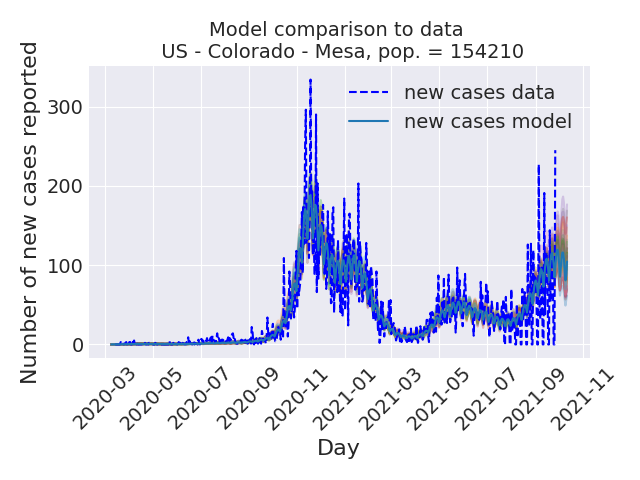 Model comparison to data
US - Colorado - Mesa, pop. = 154210
Number of new cases reported
300
200
100
0
new cases data
new cases model
2020-03
2020-05
2020-07
2020-09
2020-11
2021-01
2021-03
2021-05
2021-07
2021-09
2021-11
Day